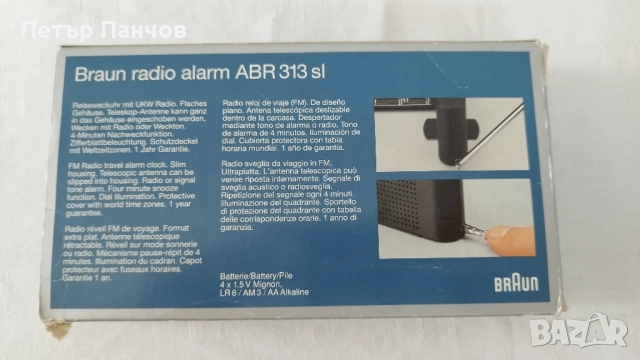 Петър Панчов
Braun radio alarm ABR 313 sl
Reiseweckuhr mit UKW Radio. Flaches
Gehäuse. Teleskop-Antenne kann ganz
in das Gehäuse eingeschoben werden.
Wecken mit Radio oder Weckton.
4-Minuten Nachweckfunktion.
Zifferblattbeleuchtung. Schutzdeckel
mit Weltzeitzonen. 1 Jahr Garantie.
FM Radio travel alarm clock. Slim
housing. Telescopic antenna can be
slipped into housing. Radio or signal
tone alarm. Four minute snooze
function. Dial illumination. Protective
cover with world time zones. 1 year
guarantee.
Radio réveil FM de voyage. Format
extra plat. Antenne télescopique
rétractable. Réveil sur mode sonnerie
ou radio. Mécanisme pause-répit de 4
minutes. Illumination du cadran. Capot
protecteur avec fuseaux horaires.
Garantie 1 an.
Radio reloj de viaje (FM). De diseño
plano. Antena telescópica deslizable
dentro de la carcasa. Despertador
mediante tono de alarma o radio. Tono
de alarma de 4 minutos. Iluminación de
dial. Cubierta protectora con tabla
horaria mundial. 1 año de garantía.
Radio sveglia da viaggio in FM.
Ultrapiatta. L'antenna telescopica può
venire riposta internamente. Segnale di
sveglia acustico o radiosveglia.
Ripetizione del segnale ogni 4 minuti.
Illuminazione del quadrante. Sportello
di protezione del quadrante con tabella
delle corrispondenze orarie. 1 anno di
garanzia.
Batterie/Battery/Pile
4 x 1.5 V Mignon,
LR 6 / AM 3 / AA Alkaline
BRAUN
BAZAR